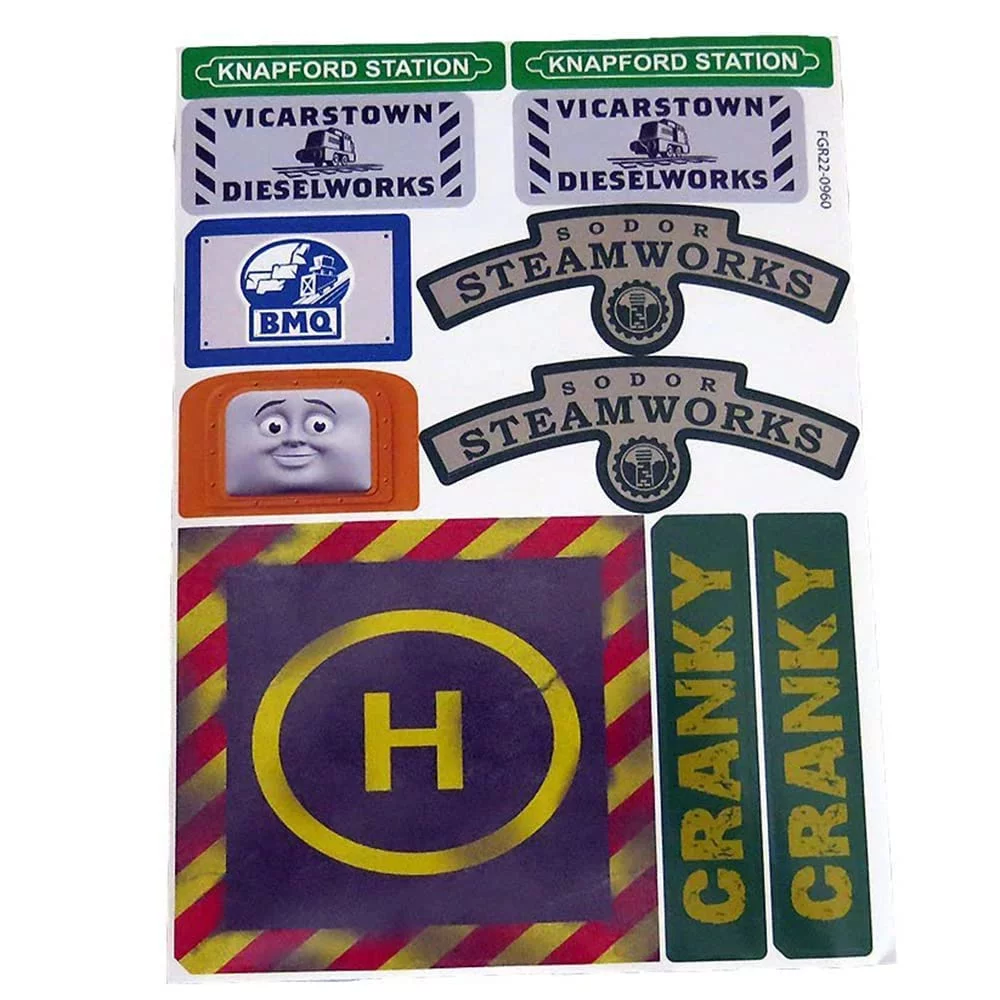 KNAPFORD STATION
KNAPFORD STATION
VICARSTOWN
DIESELWORKS
VICARSTOWN
DIESELWORKS
FGR22-0960
BMQ
SODOR
STEAMWORKS
SODOR
STEAMWORKS
H
CRANKY
CRANKY